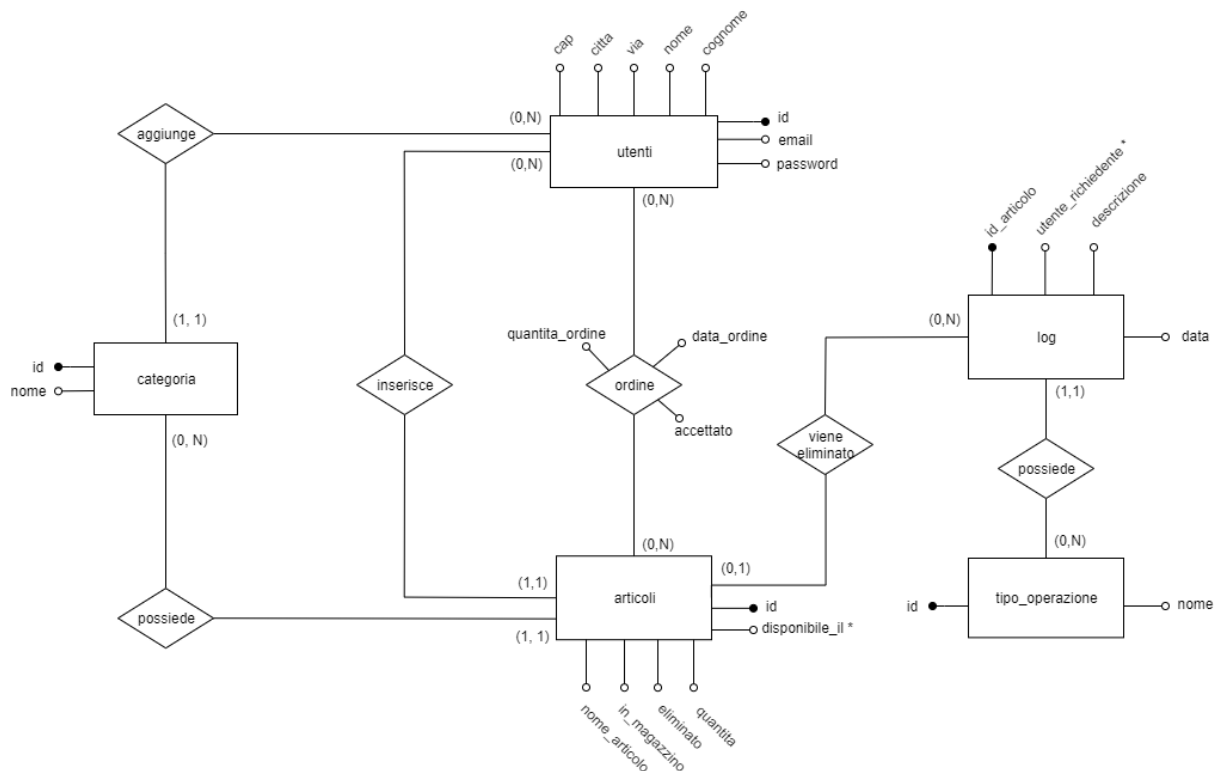 cap
citta
via
nome
cognome
aggiunge
(0,N)
(0,N)
utenti
id
email
password
(0,N)
id_articolo
utente_richiedente *
descrizione
(1, 1)
(0,N)
log
data
quantita_ordine
data_ordine
id
nome
categoria
inserisce
ordine
(1,1)
(0, N)
accettato
viene
eliminato
possiede
(0,N)
(0,N)
(1,1)
(0,1)
articoli
id
tipo_operazione
id
nome
possiede
(1, 1)
disponibile_il *
nome_articolo
in_magazzino
eliminato
quantita